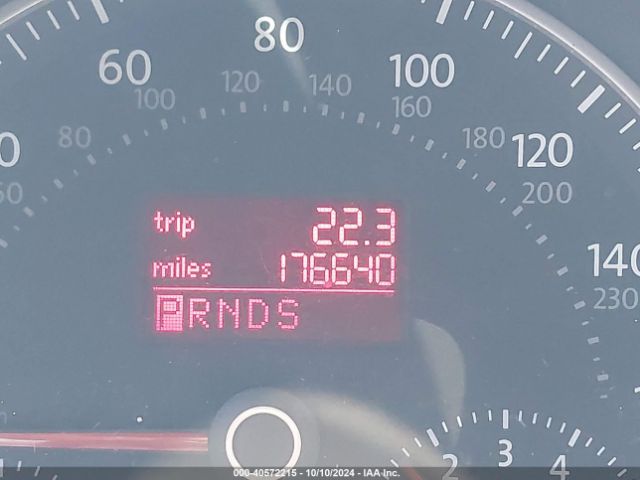 60 80 100 120 140
80 100 120 140 160 180 200 230
trip 22.3
miles 176640
PRNDS
2 3 4
000-40572215 - 10/10/2024 - IAA Inc.